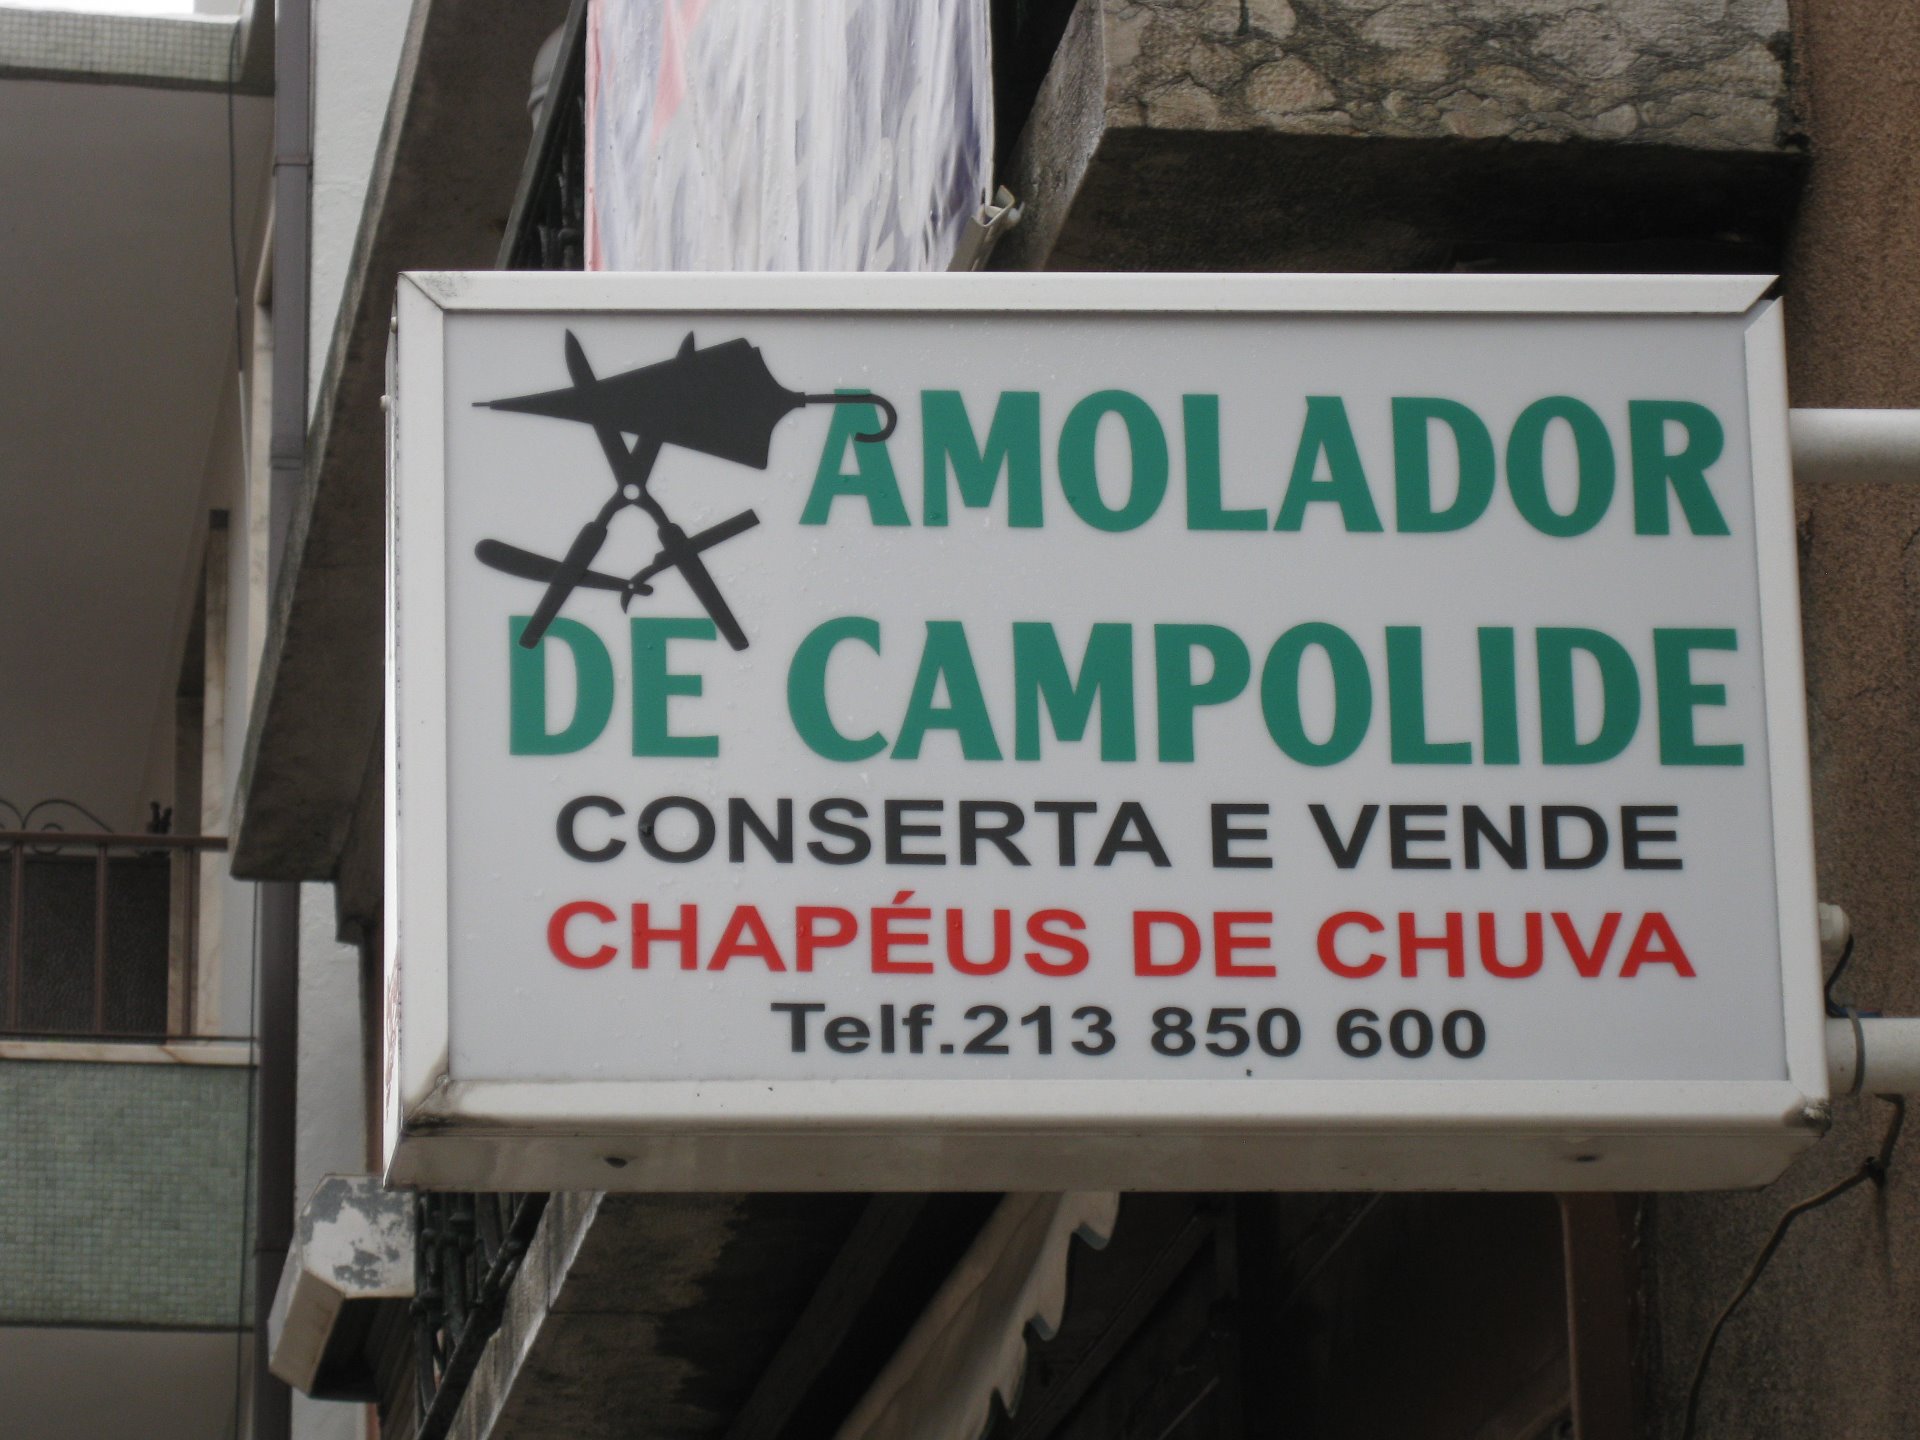 AMOLADOR
DE CAMPOLIDE
CONSERTA E VENDE
CHAPÉUS DE CHUVA
Telf.213 850 600